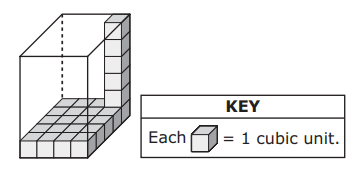 KEY
Each = 1 cubic unit.